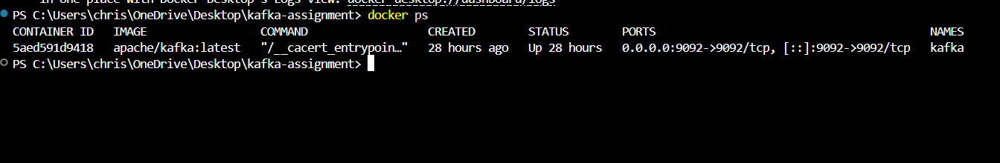 in one place with Docker Desktop's Logs view. docker-desktop://dashboard/logs
PS C:\Users\chris\OneDrive\Desktop\kafka-assignment> docker ps
CONTAINER ID   IMAGE                 COMMAND                  CREATED        STATUS        PORTS                                         NAMES
5aed591d9418   apache/kafka:latest   "/__cacert_entrypoin…"   28 hours ago   Up 28 hours   0.0.0.0:9092->9092/tcp, [::]:9092->9092/tcp   kafka
PS C:\Users\chris\OneDrive\Desktop\kafka-assignment>